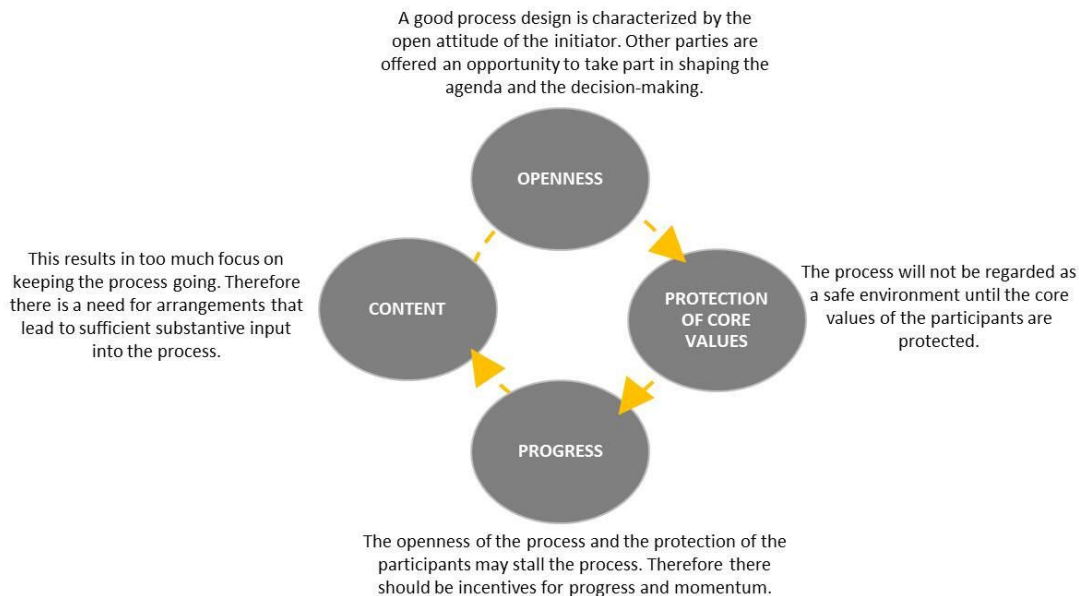 A good process design is characterized by the
open attitude of the initiator. Other parties are
offered an opportunity to take part in shaping the
agenda and the decision-making.
OPENNESS
This results in too much focus on
keeping the process going. Therefore
there is a need for arrangements that
lead to sufficient substantive input
into the process.
CONTENT
PROTECTION
OF CORE
VALUES
The process will not be regarded as
a safe environment until the core
values of the participants are
protected.
PROGRESS
The openness of the process and the protection of the
participants may stall the process. Therefore there
should be incentives for progress and momentum.